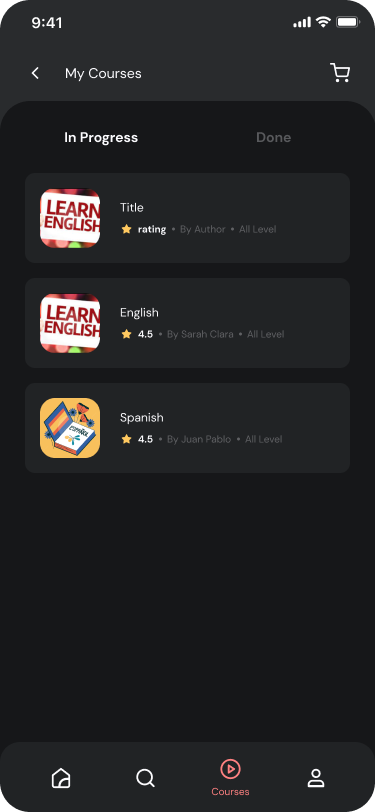 9:41
My Courses
In Progress
Done
LEARN
ENGLISH
Title
rating • By Author • All Level
LEARN
ENGLISH
English
4.5 • By Sarah Clara • All Level
ESPAÑOL
Spanish
4.5 • By Juan Pablo • All Level
Courses